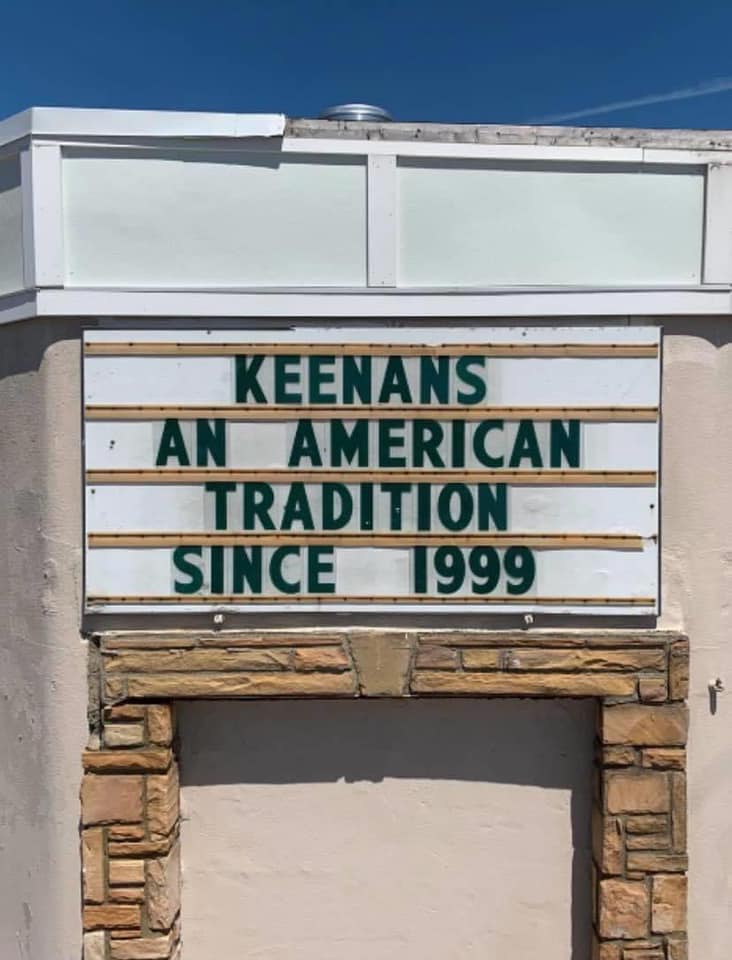 KEENANS
AN AMERICAN
TRADITION
SINCE 1999